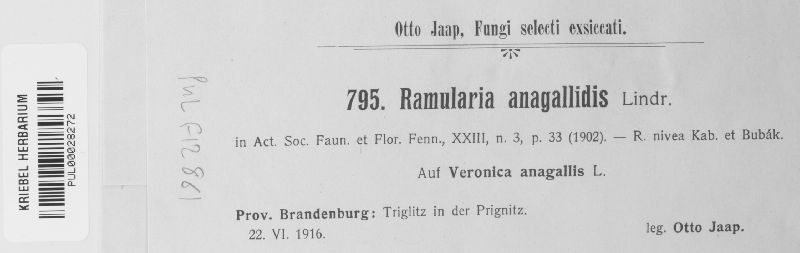 Otto Jaap, Fungi selecti exsiccati.
795. Ramularia anagallidis Lindr.
in Act. Soc. Faun. et Flor. Fenn., XXIII, n. 3, p. 33 (1902). — R. nivea Kab. et Bubák.
Auf Veronica anagallis L.
Prov. Brandenburg: Triglitz in der Prignitz.
22. VI. 1916.
leg. Otto Jaap.
KRIEBEL HERBARIUM
PUL00028272
PUL F12861